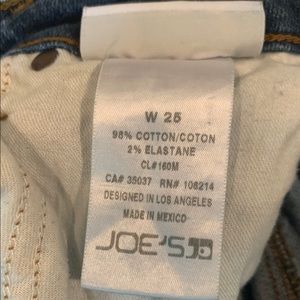 W 25
98% COTTON/COTON
2% ELASTANE
CL#160M
CA# 35037 RN# 106214
DESIGNED IN LOS ANGELES
MADE IN MEXICO
JOE'S